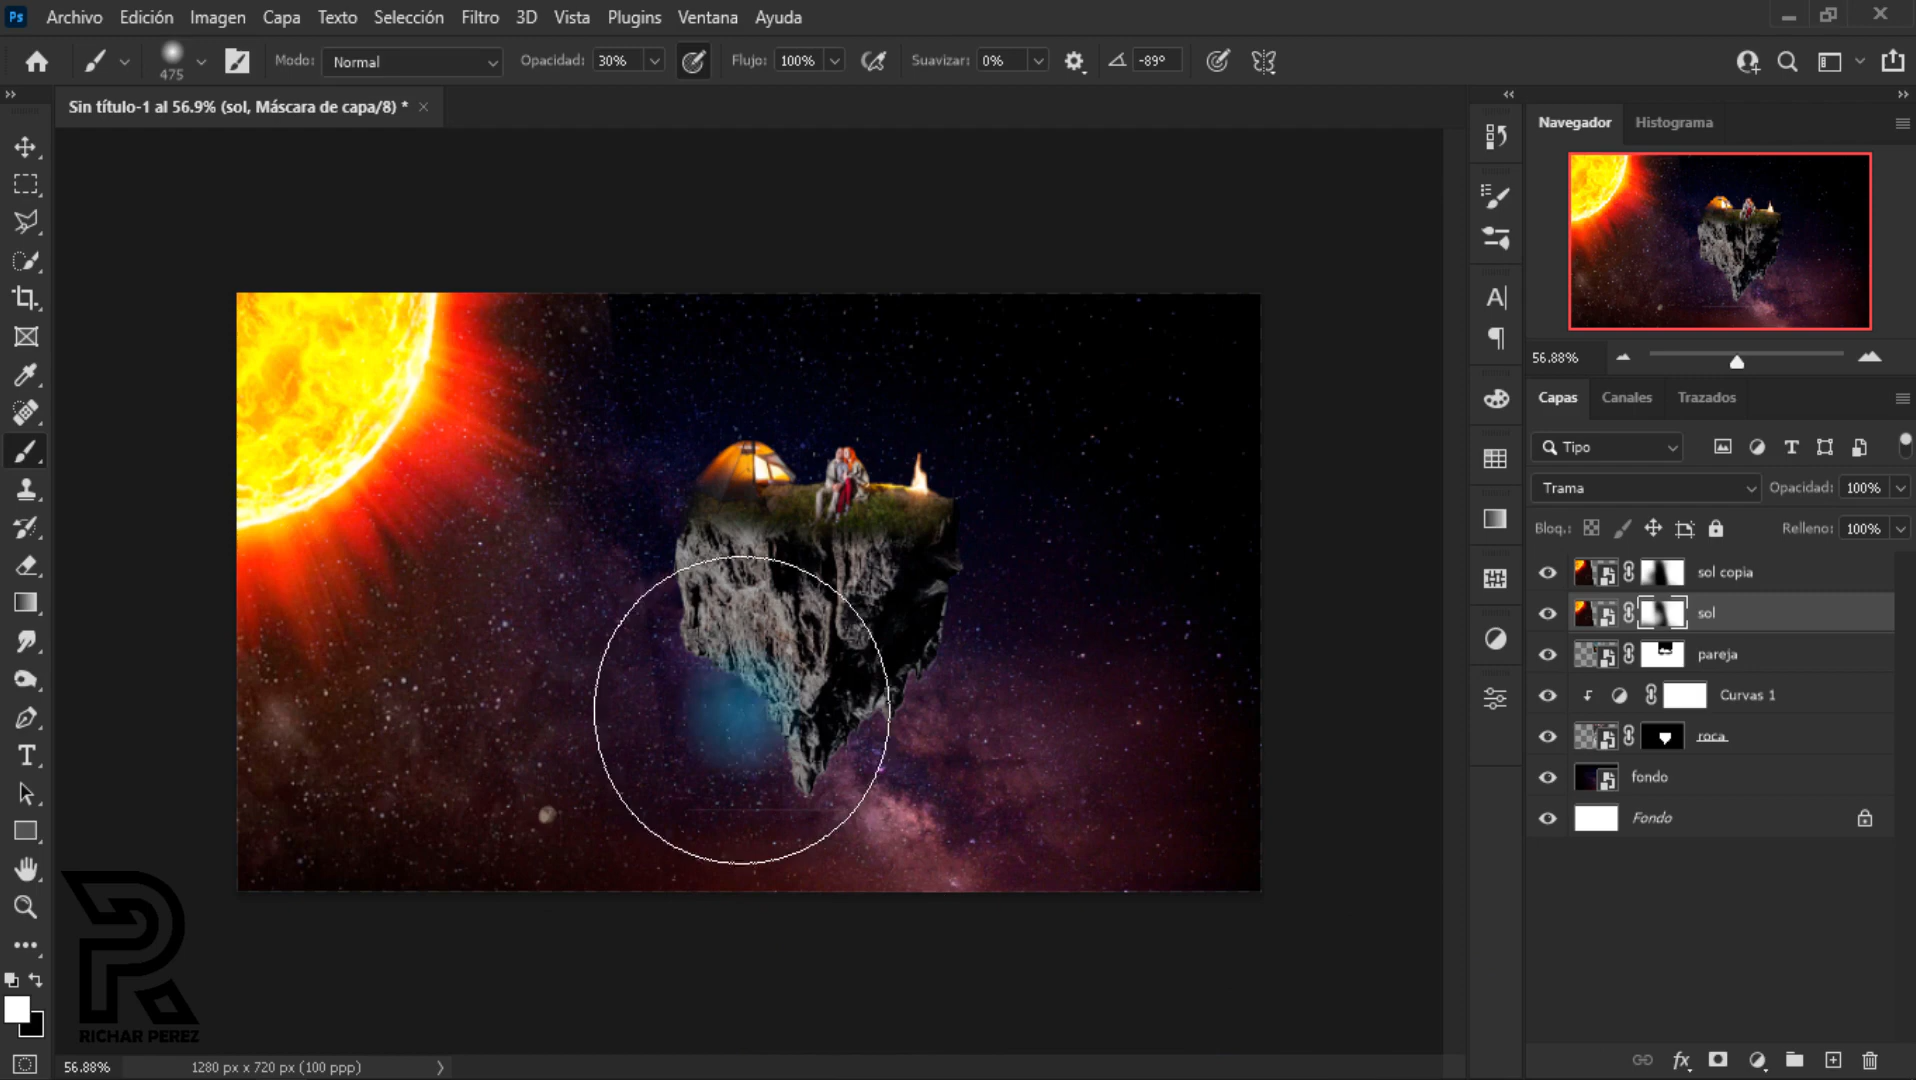 Ps Archivo Edición Imagen Capa Texto Selección Filtro 3D Vista Plugins Ventana Ayuda
475 Modo: Normal Opacidad: 30% Flujo: 100% Suavizar: 0% -89°
Sin título-1 al 56.9% (sol, Máscara de capa/8) *
Navegador Histograma
56.88%
Capas Canales Trazados
Tipo
Trama Opacidad: 100%
Bloq.: Relleno: 100%
sol copia
sol
pareja
Curvas 1
roca
fondo
Fondo
RICHAR PEREZ
56.88% 1280 px x 720 px (100 ppp)